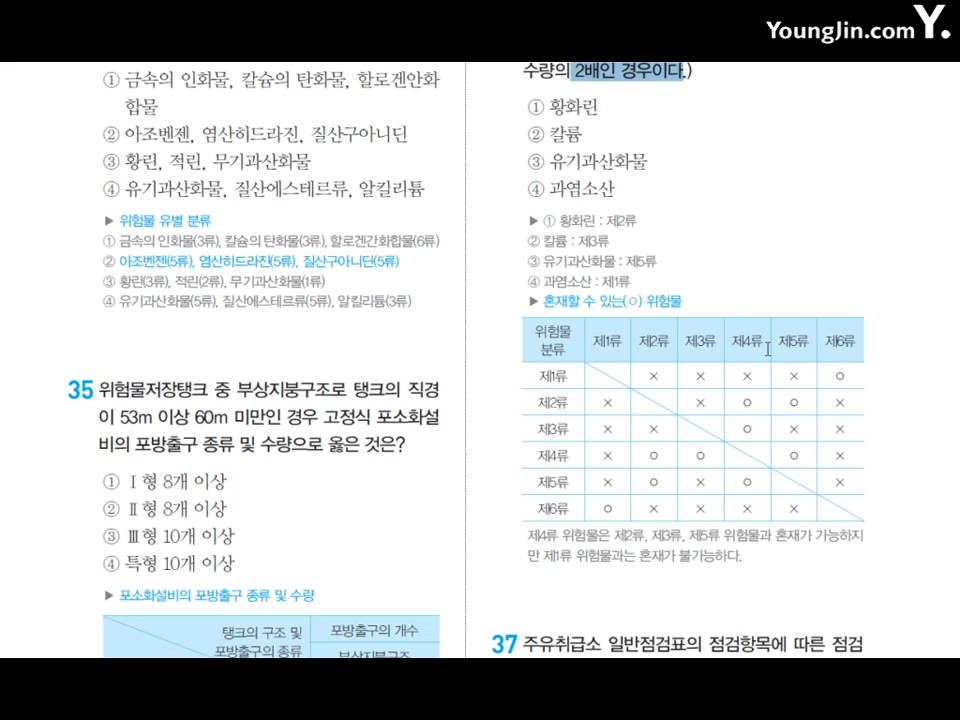 YoungJin.com Y.
① 금속의 인화물, 칼슘의 탄화물, 할로겐안화
합물
② 아조벤젠, 염산히드라진, 질산구아니딘
③ 황린, 적린, 무기과산화물
④ 유기과산화물, 질산에스테르류, 알킬리튬
▶ 위험물 유별 분류
① 금속의 인화물(3류), 칼슘의 탄화물(3류), 할로겐간화합물(6류)
② 아조벤젠(5류), 염산히드라진(5류), 질산구아니딘(5류)
③ 황린(3류), 적린(2류), 무기과산화물(1류)
④ 유기과산화물(5류), 질산에스테르류(5류), 알킬리튬(3류)
35 위험물저장탱크 중 부상지붕구조로 탱크의 직경
이 53m 이상 60m 미만인 경우 고정식 포소화설
비의 포방출구 종류 및 수량으로 옳은 것은?
① Ⅰ형 8개 이상
② Ⅱ형 8개 이상
③ Ⅲ형 10개 이상
④ 특형 10개 이상
▶ 포소화설비의 포방출구 종류 및 수량
탱크의 구조 및 포방출구의 개수
포방출구의 종류 부상지붕구조
수량의 2배인 경우이다.)
① 황화린
② 칼륨
③ 유기과산화물
④ 과염소산
▶ ① 황화린 : 제2류
② 칼륨 : 제3류
③ 유기과산화물 : 제5류
④ 과염소산 : 제1류
▶ 혼재할 수 있는(○) 위험물
위험물
분류 제1류 제2류 제3류 제4류 제5류 제6류
제1류 × × × × ○
제2류 × × ○ ○ ×
제3류 × × ○ × ×
제4류 × ○ ○ ○ ×
제5류 × ○ × ○ ×
제6류 ○ × × × ×
제4류 위험물은 제2류, 제3류, 제5류 위험물과 혼재가 가능하지
만 제1류 위험물과는 혼재가 불가능하다.
37 주유취급소 일반점검표의 점검항목에 따른 점검